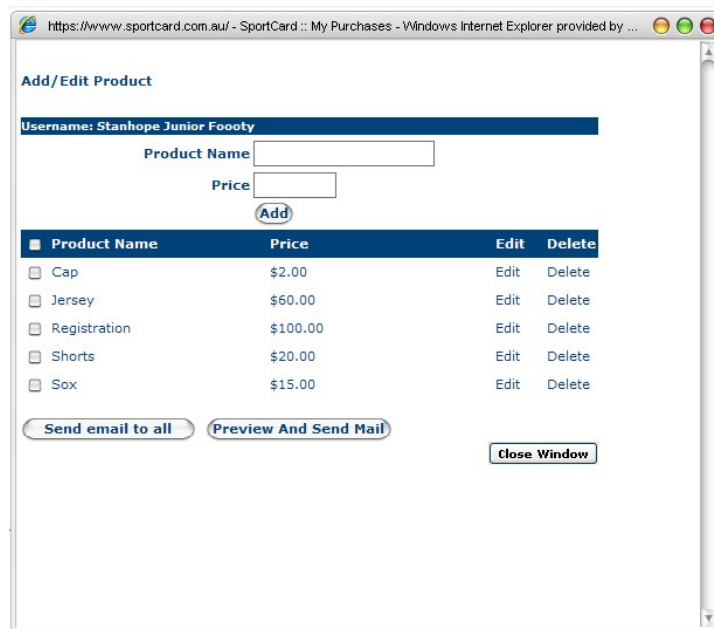 https://www.sportcard.com.au/ - SportCard :: My Purchases - Windows Internet Explorer provided by ...
Add/Edit Product
Username: Stanhope Junior Foooty
Product Name
Price
Add
Product Name Price Edit Delete
Cap $2.00 Edit Delete
Jersey $60.00 Edit Delete
Registration $100.00 Edit Delete
Shorts $20.00 Edit Delete
Sox $15.00 Edit Delete
Send email to all Preview And Send Mail
Close Window